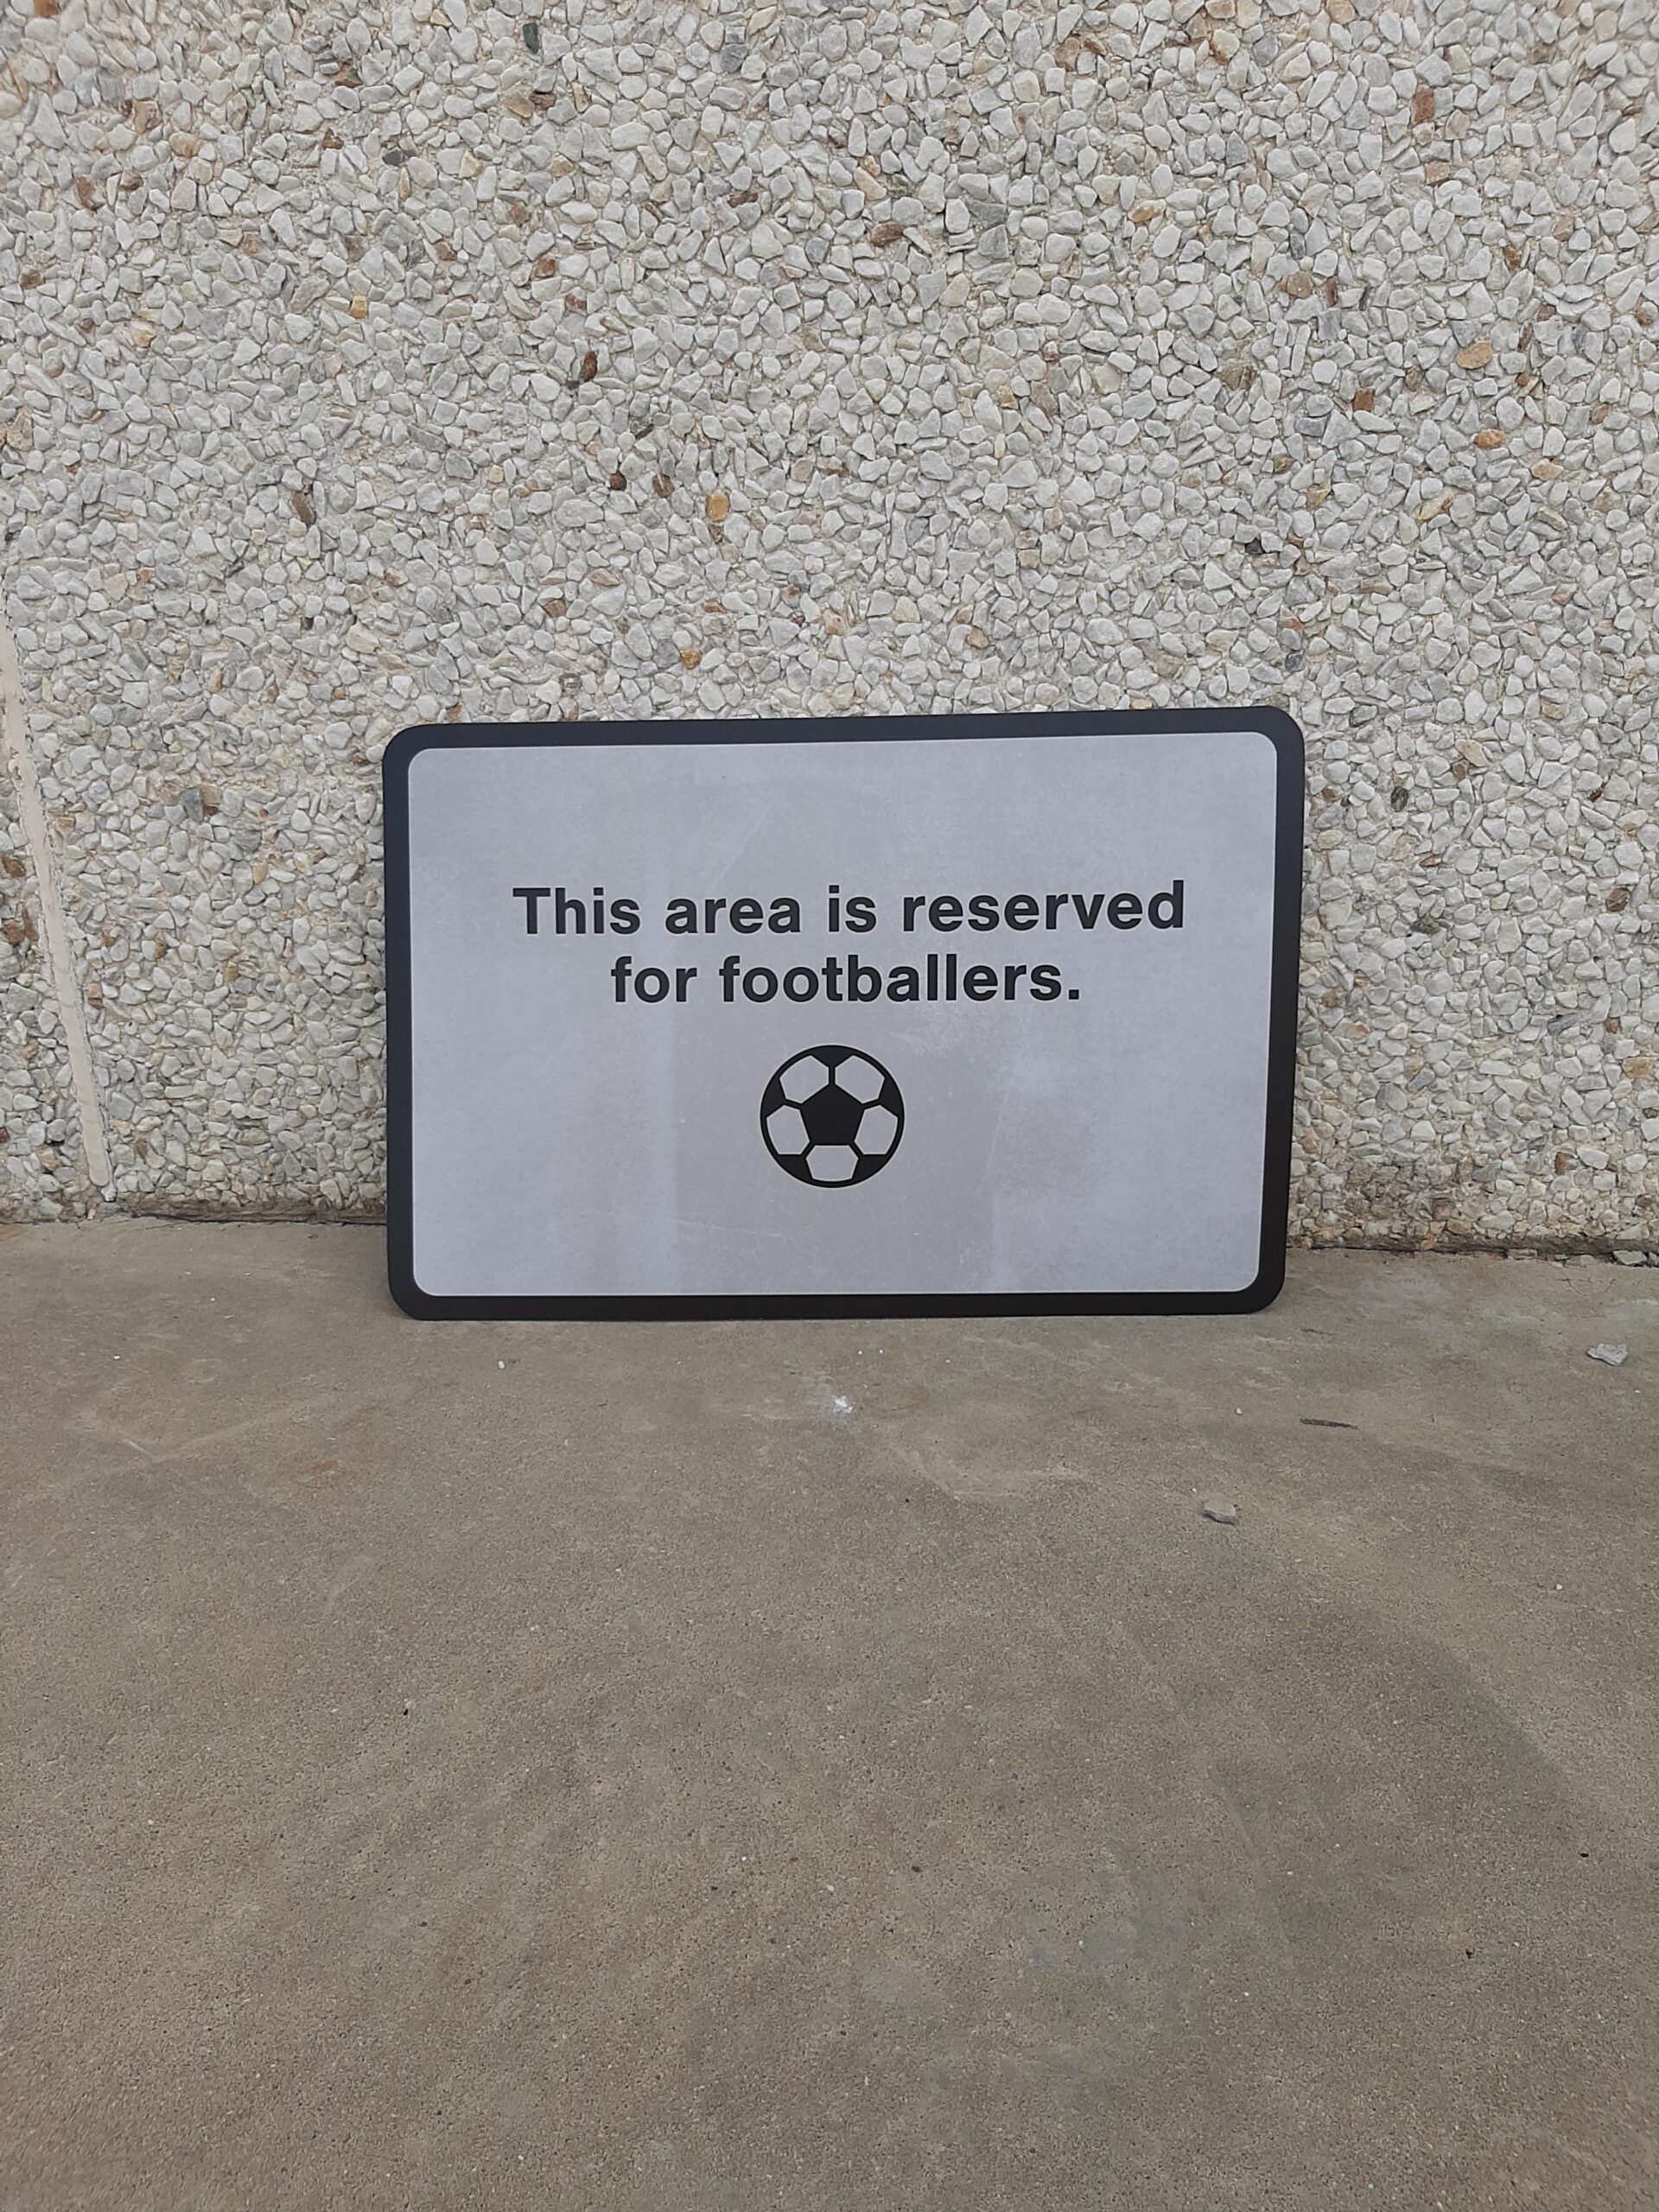 This area is reserved
for footballers.